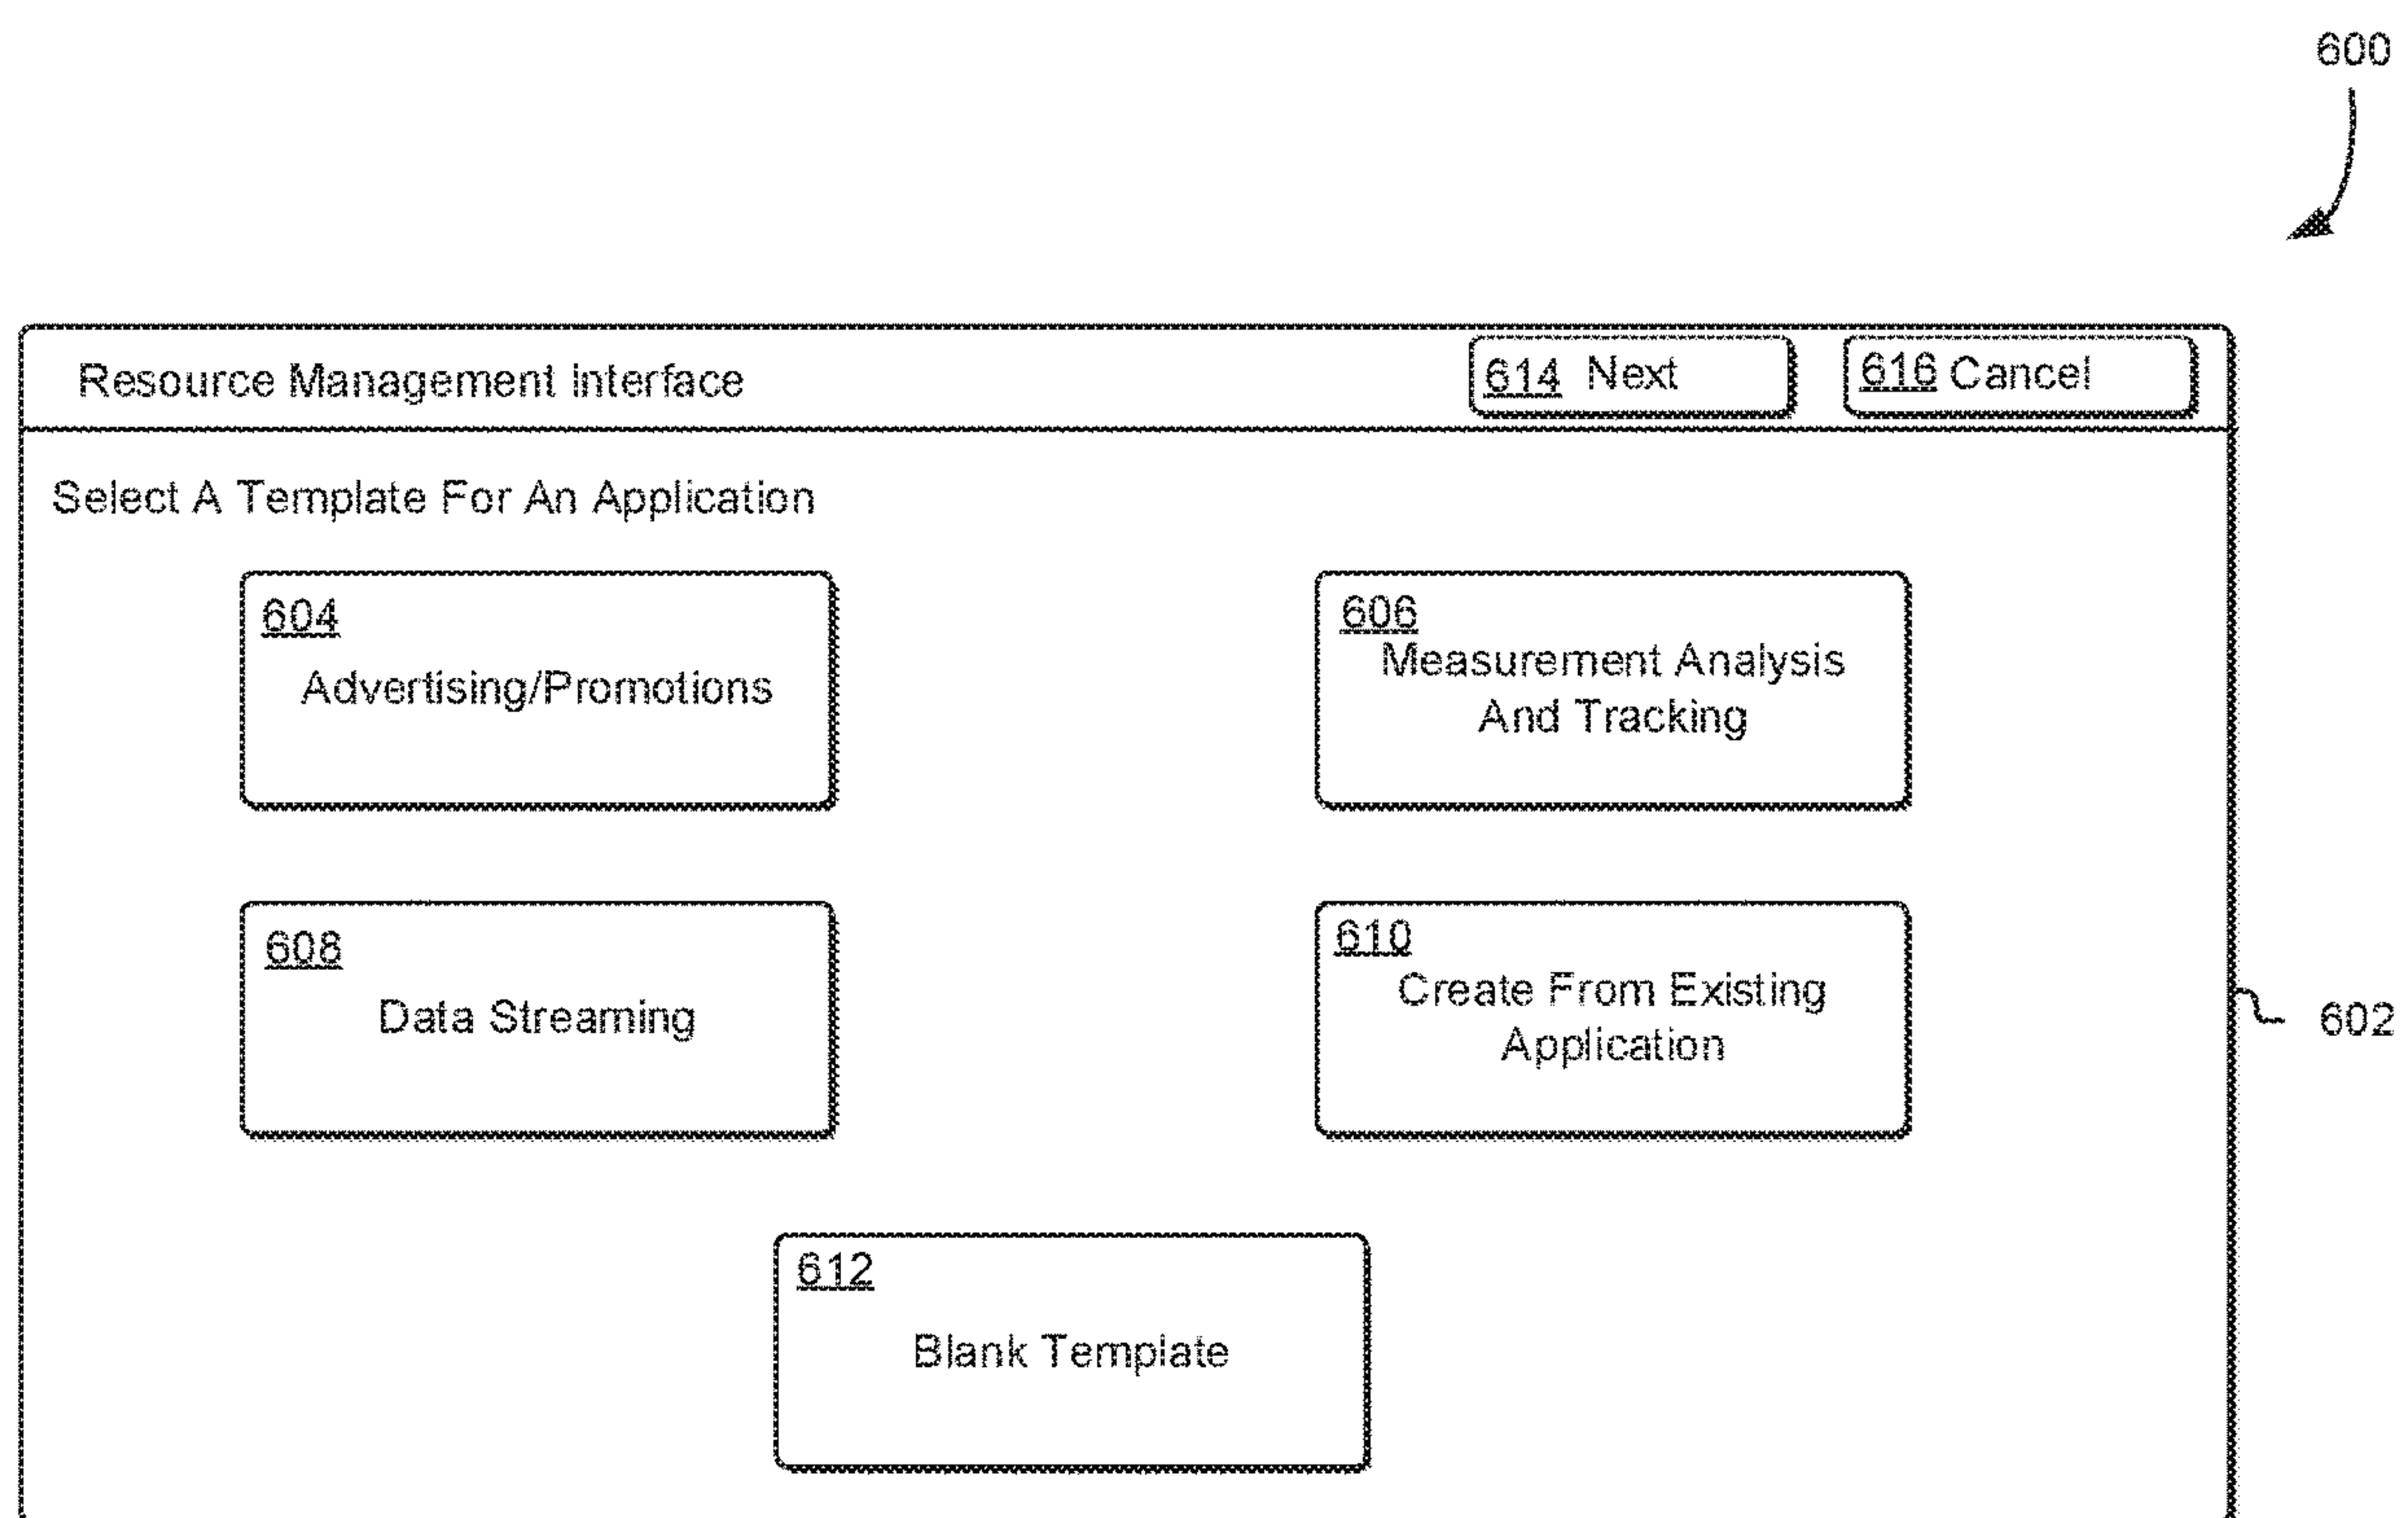 600
Resource Management Interface
614 Next
616 Cancel
Select A Template For An Application
604
Advertising/Promotions
606
Measurement Analysis
And Tracking
608
Data Streaming
610
Create From Existing
Application
602
612
Blank Template